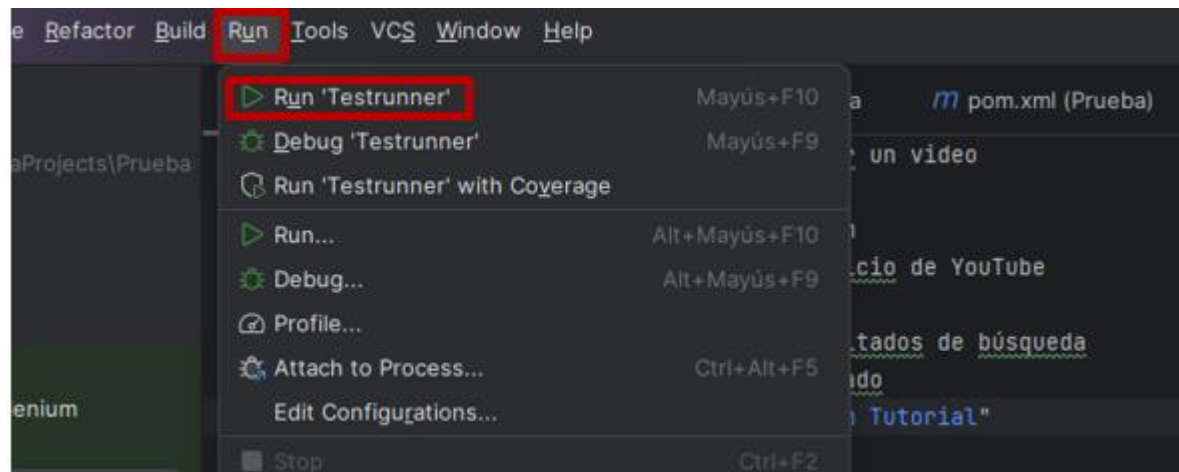 e Refactor Build Run Tools VCS Window Help
Run 'Testrunner' Mayús+F10
a pom.xml (Prueba)
Debug 'Testrunner' Mayús+F9
un video
aProjects\Prueba
Run 'Testrunner' with Coverage
Run... Alt+Mayús+F10
icio de YouTube
Debug... Alt+Mayús+F9
Profile...
tados de búsqueda
Attach to Process... Ctrl+Alt+F5
ado
enium
Edit Configurations...
Tutorial"
Stop Ctrl+F2